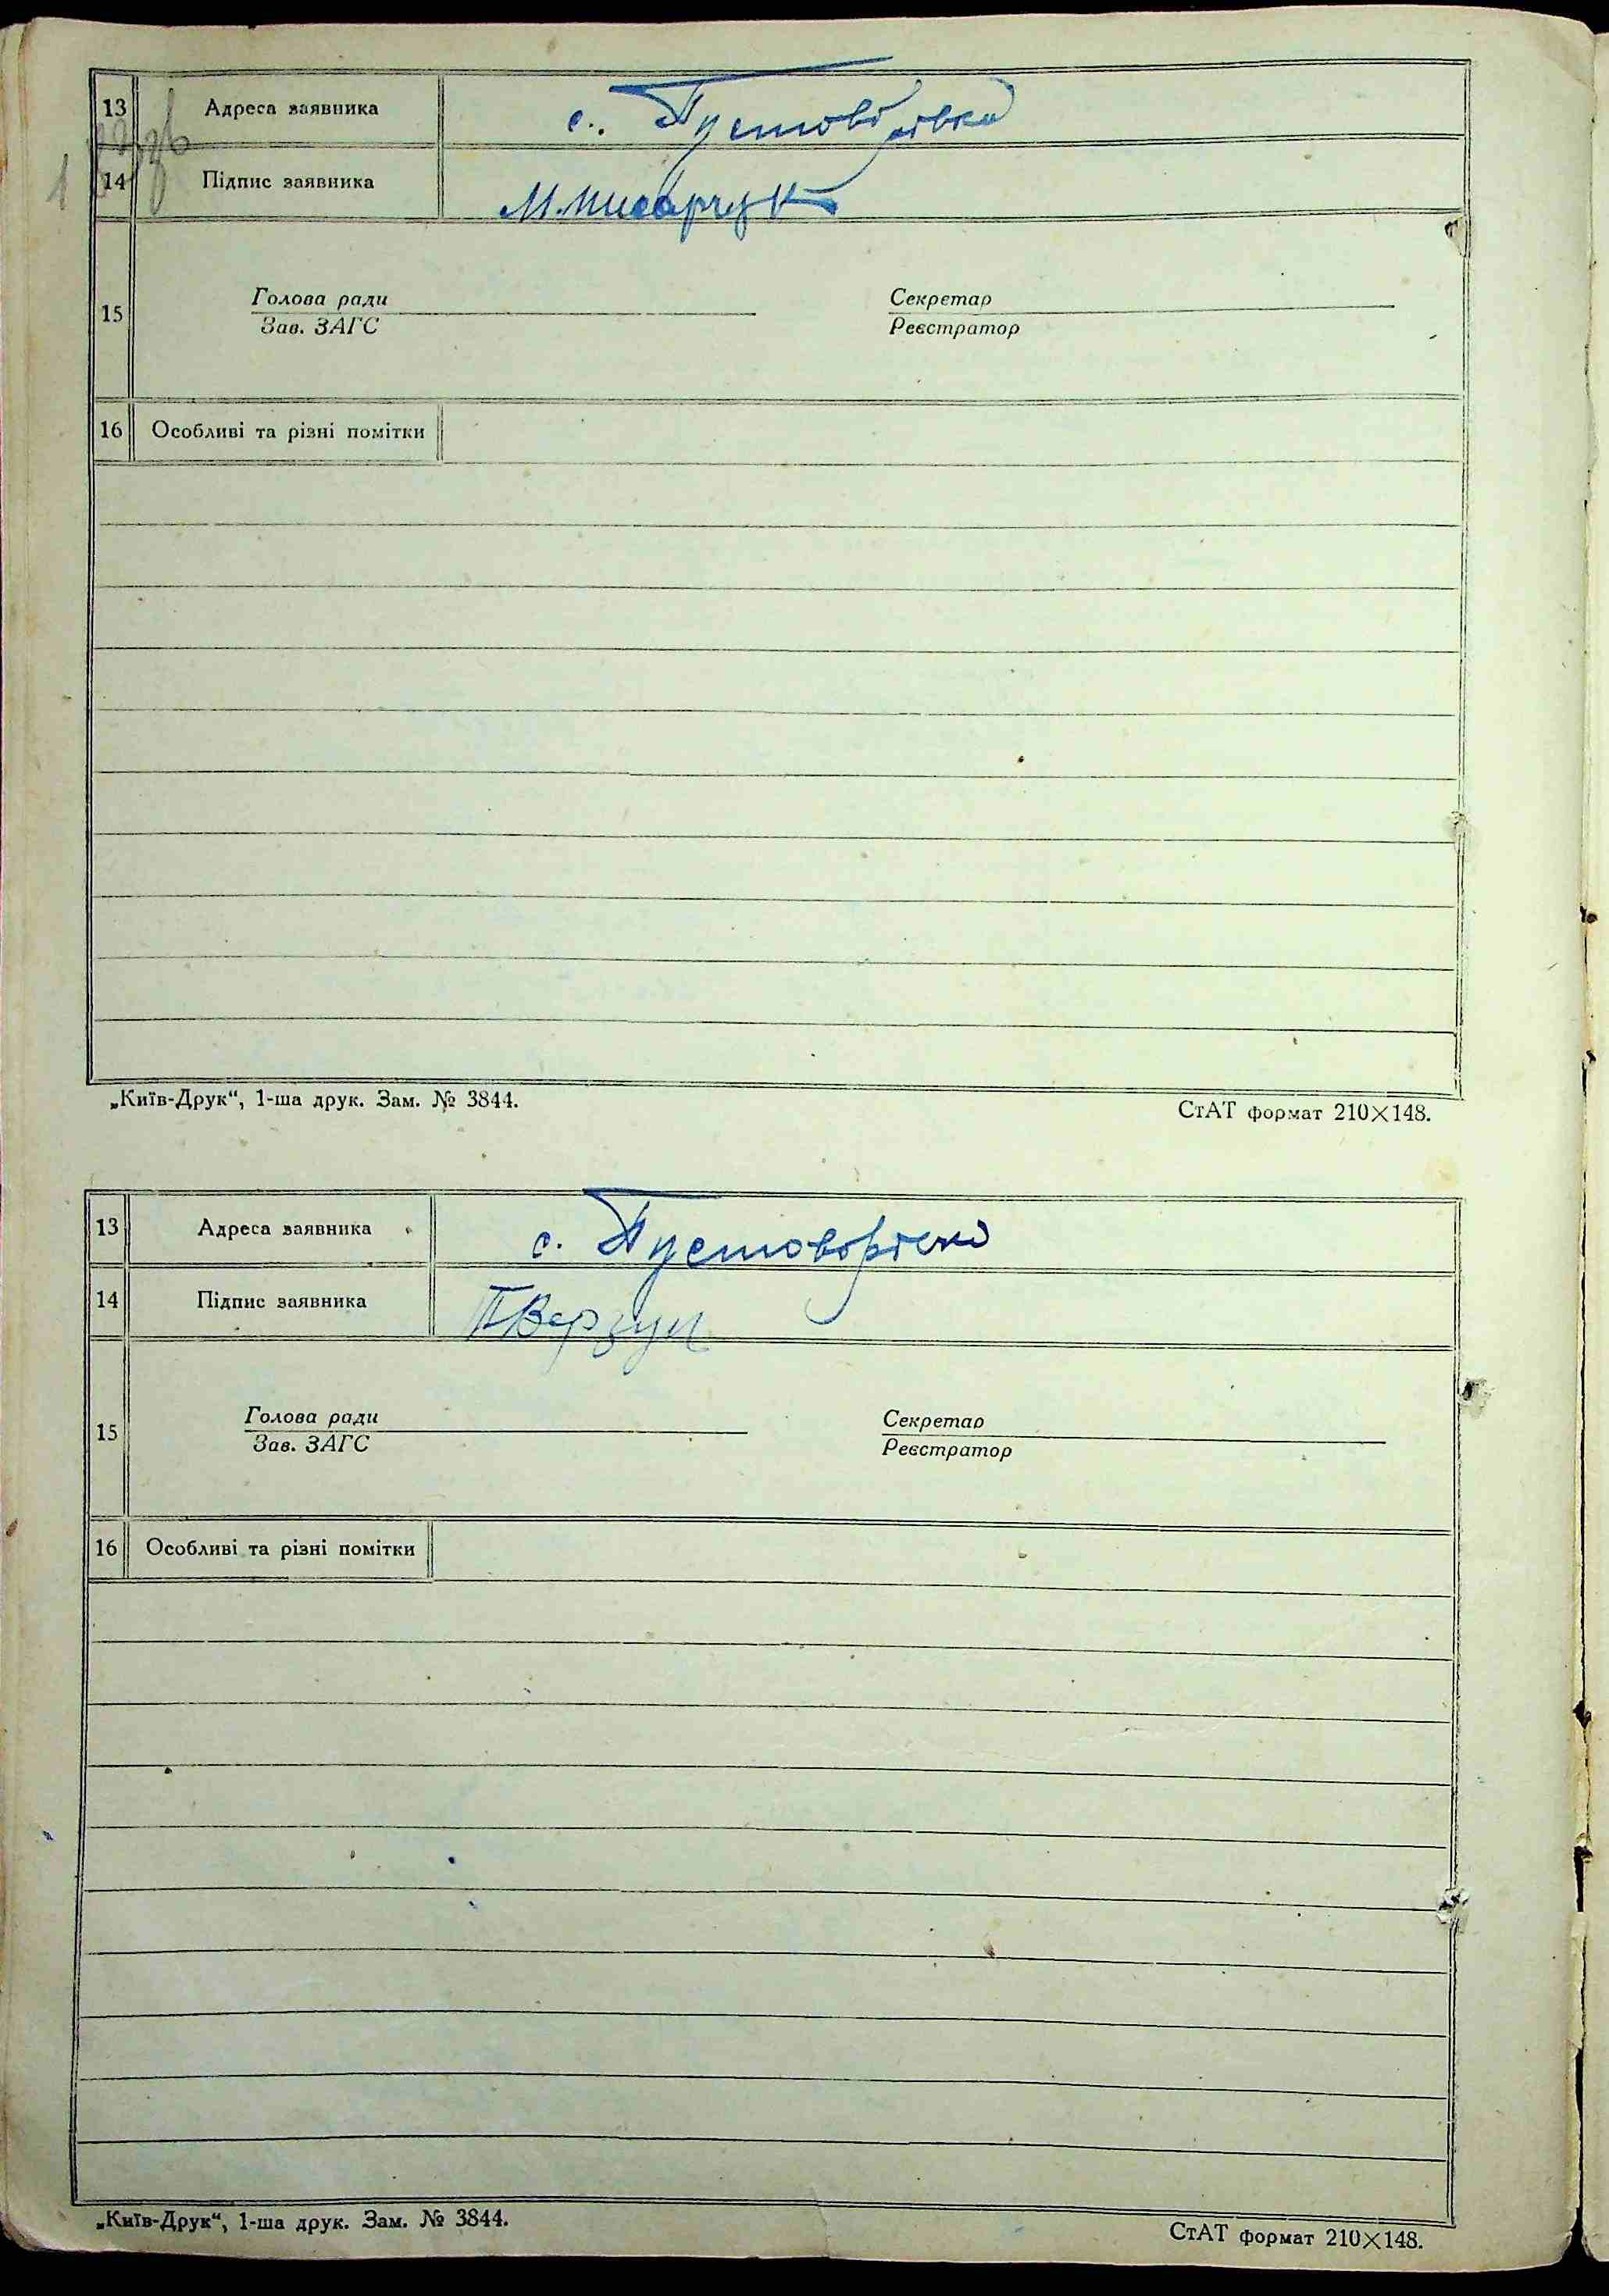 13 Адреса заявника с. Пустоварівка
14 Підпис заявника М. Писарчук
15 Голова ради Секретар
Зав. ЗАГС Реєстратор
16 Особливі та різні помітки
„Київ-Друк“, 1-ша друк. Зам. № 3844. СтАТ формат 210×148.
13 Адреса заявника с.
14 Підпис заявника
15 Голова ради Секретар
Зав. ЗАГС Реєстратор
16 Особливі та різні помітки
„Київ-Друк“, 1-ша друк. Зам. № 3844. СтАТ формат 210×148.